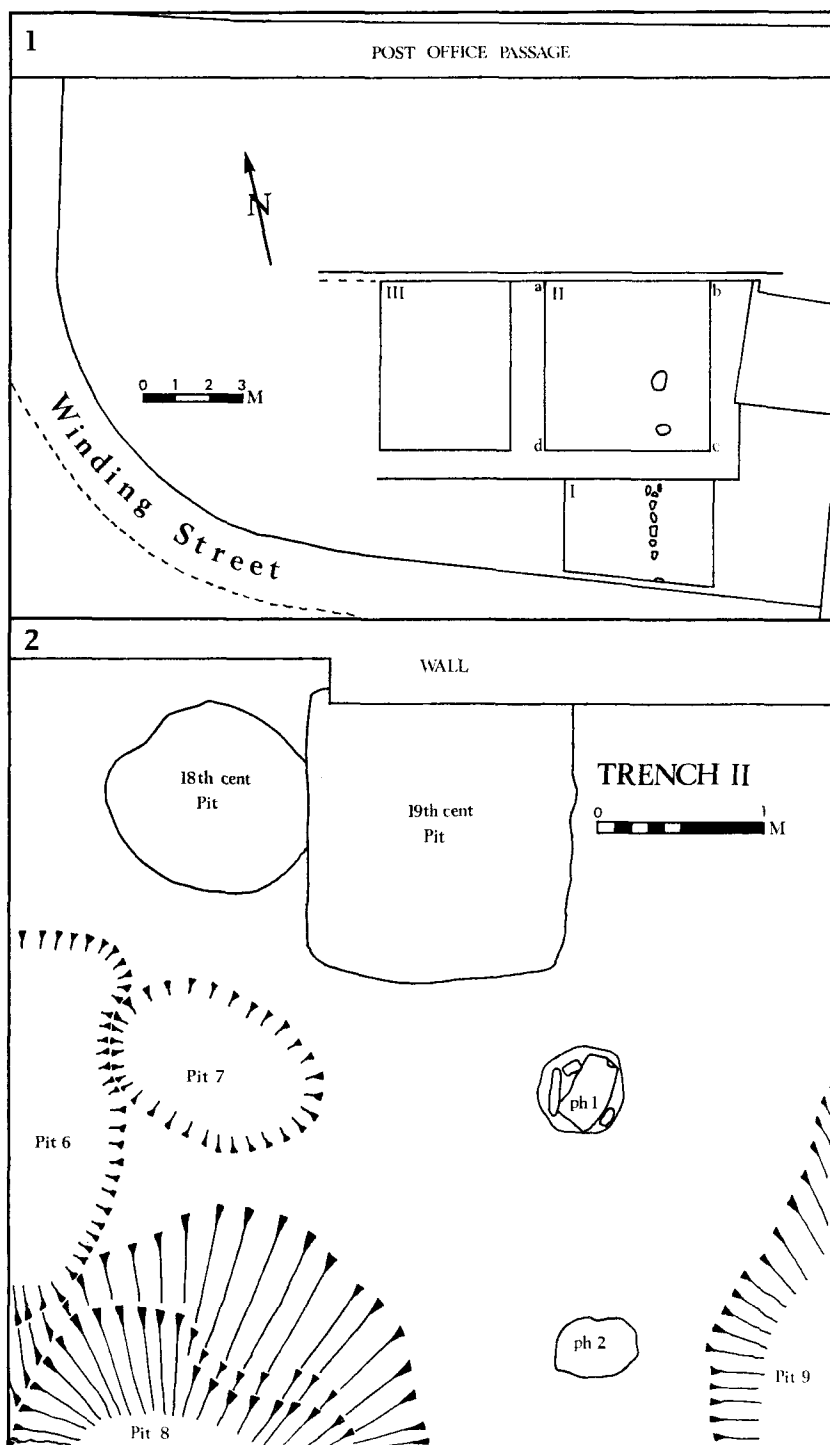 1
POST OFFICE PASSAGE
N
III
a
II
b
0 1 2 3
M
d
c
Winding Street
I
2
WALL
18th cent
Pit
19th cent
Pit
TRENCH II
0 1
M
Pit 7
ph 1
Pit 6
ph 2
Pit 8
Pit 9